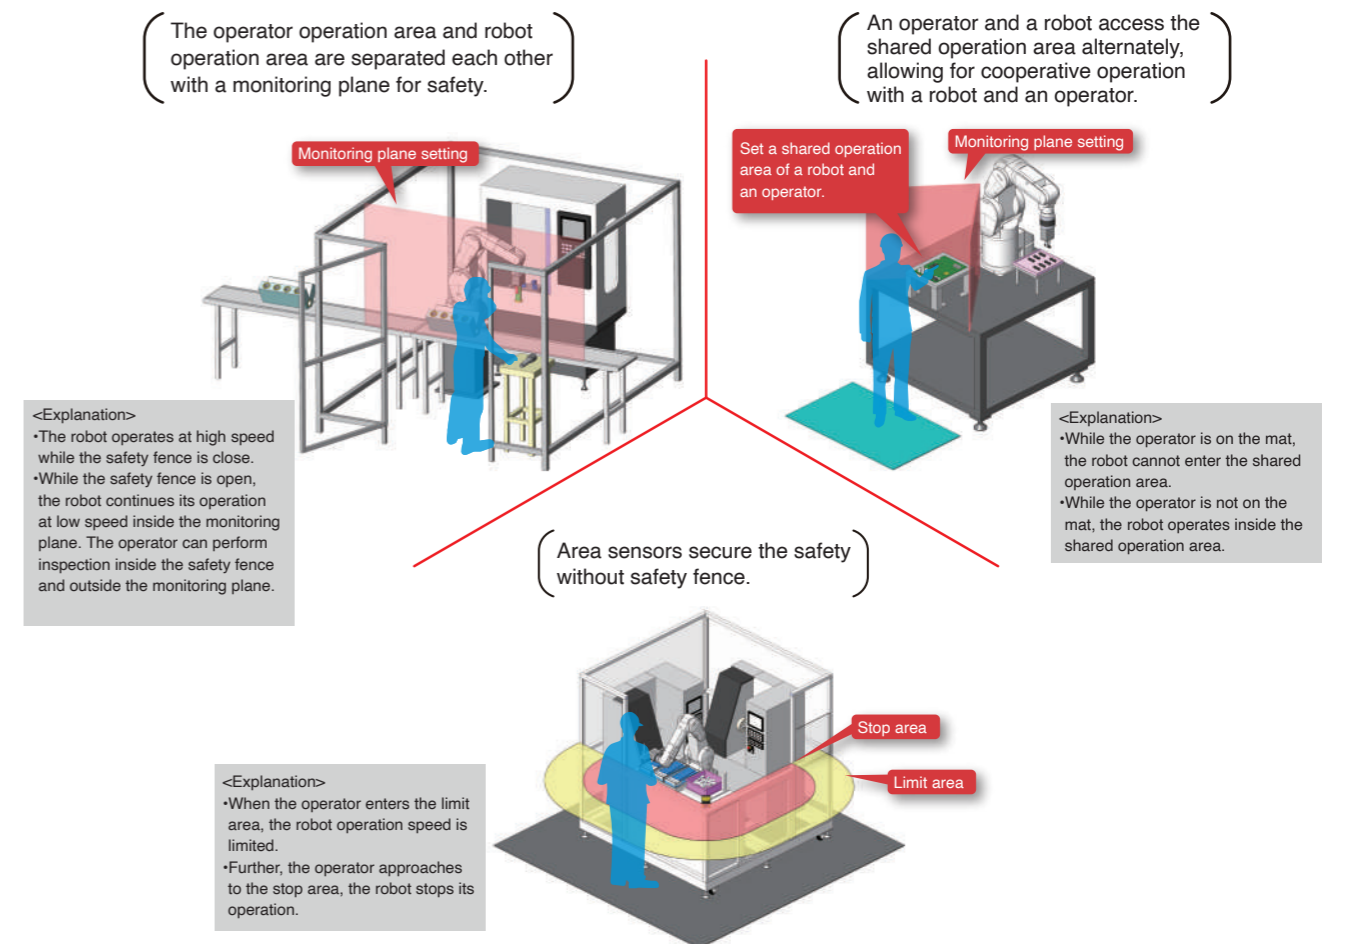 The operator operation area and robot
operation area are separated each other
with a monitoring plane for safety.
Monitoring plane setting
<Explanation>
•The robot operates at high speed
while the safety fence is close.
•While the safety fence is open,
the robot continues its operation
at low speed inside the monitoring
plane. The operator can perform
inspection inside the safety fence
and outside the monitoring plane.
An operator and a robot access the
shared operation area alternately,
allowing for cooperative operation
with a robot and an operator.
Set a shared operation
area of a robot and
an operator.
Monitoring plane setting
<Explanation>
•While the operator is on the mat,
the robot cannot enter the shared
operation area.
•While the operator is not on the
mat, the robot operates inside the
shared operation area.
Area sensors secure the safety
without safety fence.
Stop area
Limit area
<Explanation>
•When the operator enters the limit
area, the robot operation speed is
limited.
•Further, the operator approaches
to the stop area, the robot stops its
operation.